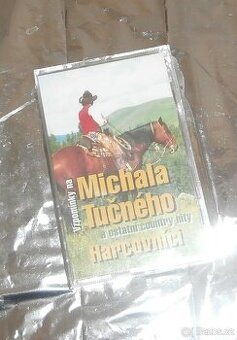 Vzpomínky na
Michala
Tučného
a ostatní country hity
Harcovníci